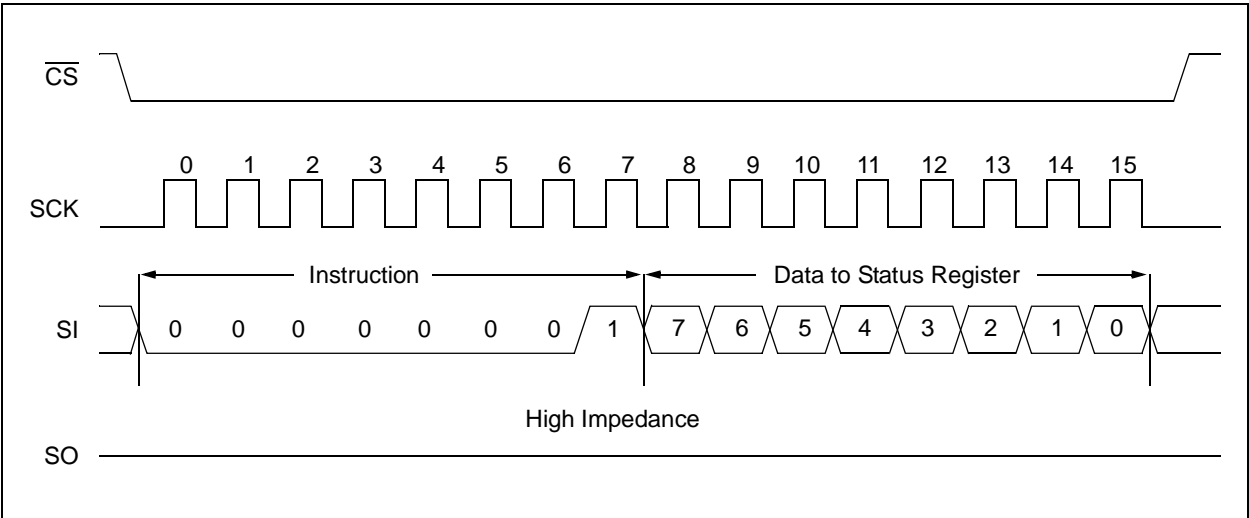 CS
0 1 2 3 4 5 6 7 8 9 10 11 12 13 14 15
SCK
Instruction Data to Status Register
SI 0 0 0 0 0 0 0 1 7 6 5 4 3 2 1 0
High Impedance
SO